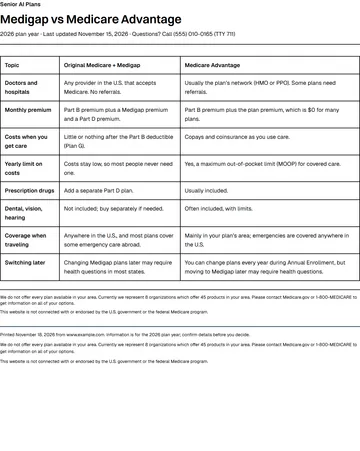 Senior AI Plans
Medigap vs Medicare Advantage
2026 plan year · Last updated November 15, 2026 · Questions? Call (555) 010-0165 (TTY 711)
Topic
Original Medicare + Medigap
Medicare Advantage
Doctors and
hospitals
Any provider in the U.S. that accepts
Medicare. No referrals.
Usually the plan's network (HMO or PPO). Some plans need
referrals.
Monthly premium
Part B premium plus a Medigap premium
and a Part D premium.
Part B premium plus the plan premium, which is $0 for many
plans.
Costs when you
get care
Little or nothing after the Part B deductible
(Plan G).
Copays and coinsurance as you use care.
Yearly limit on
costs
Costs stay low, so most people never need
one.
Yes, a maximum out-of-pocket limit (MOOP) for covered care.
Prescription drugs
Add a separate Part D plan.
Usually included.
Dental, vision,
hearing
Not included; buy separately if needed.
Often included, with limits.
Coverage when
traveling
Anywhere in the U.S., and most plans cover
some emergency care abroad.
Mainly in your plan's area; emergencies are covered anywhere in
the U.S.
Switching later
Changing Medigap plans later may require
health questions in most states.
You can change plans every year during Annual Enrollment, but
moving to Medigap later may require health questions.
We do not offer every plan available in your area. Currently we represent 8 organizations which offer 45 products in your area. Please contact Medicare.gov or 1-800-MEDICARE to
get information on all of your options.
This website is not connected with or endorsed by the U.S. government or the federal Medicare program.
Printed November 18, 2026 from www.example.com. Information is for the 2026 plan year; confirm details before you decide.
We do not offer every plan available in your area. Currently we represent 8 organizations which offer 45 products in your area. Please contact Medicare.gov or 1-800-MEDICARE to
get information on all of your options.
This website is not connected with or endorsed by the U.S. government or the federal Medicare program.